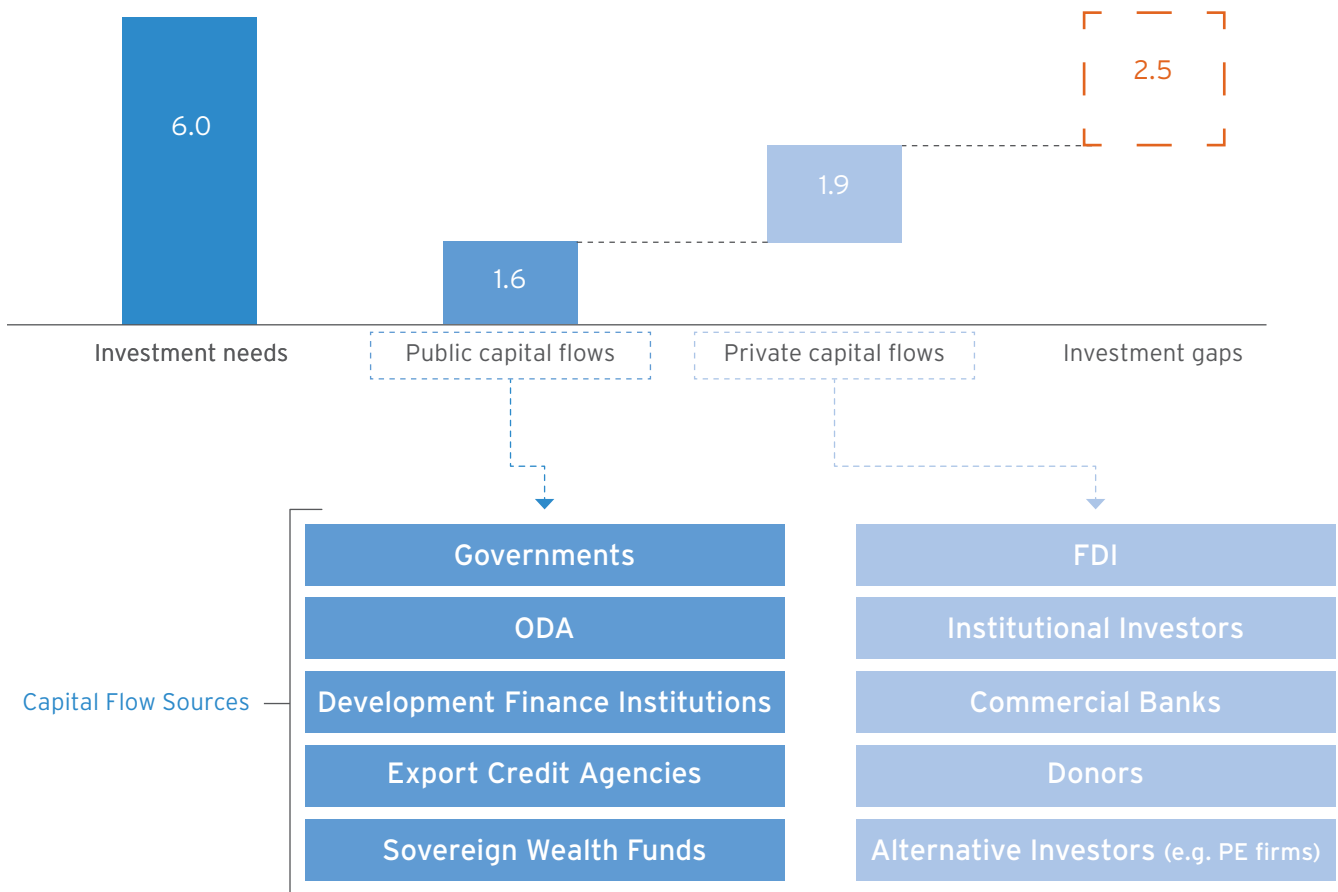 2.5
6.0
1.9
1.6
Investment needs
Public capital flows
Private capital flows
Investment gaps
Capital Flow Sources
Governments
ODA
Development Finance Institutions
Export Credit Agencies
Sovereign Wealth Funds
FDI
Institutional Investors
Commercial Banks
Donors
Alternative Investors (e.g. PE firms)